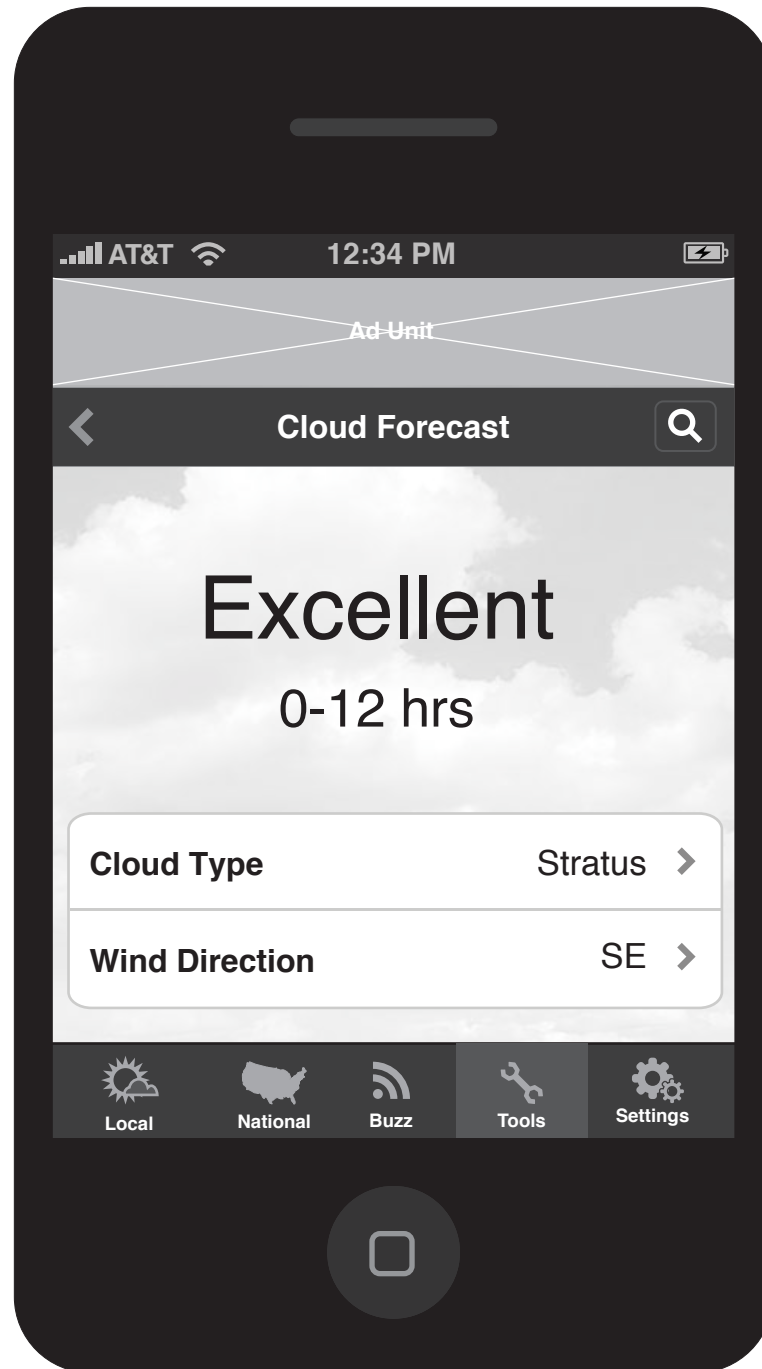 AT&T 12:34 PM
Ad Unit
Cloud Forecast
Excellent
0-12 hrs
Cloud Type Stratus
Wind Direction SE
Local National Buzz Tools Settings